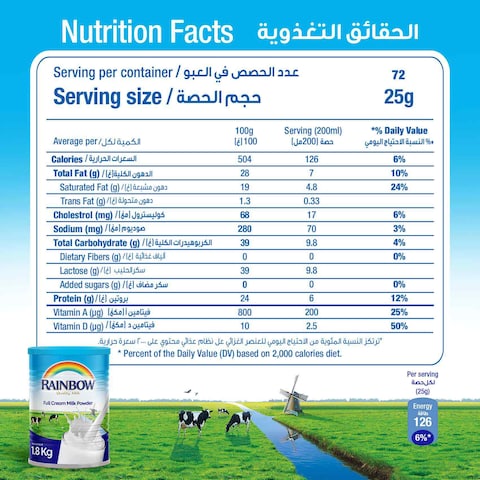 Nutrition Facts الحقائق التغذوية
Serving per container / عدد الحصص في العبو 72
Serving size / حجم الحصة 25g
Average per/الكمية لكل 100g 100 (غ) Serving (200ml) حصة (200مل) *% Daily Value *% النسبة الاحتياج اليومي
Calories / السعرات الحرارية 504 126 6%
Total Fat (g) / الدهون الكلية(غ) 28 7 10%
Saturated Fat (g) / دهون مشبعة (غ) 19 4.8 24%
Trans Fat (g) / دهون متحولة (غ) 1.3 0.33
Cholestrol (mg) / كوليسترول (مغ) 68 17 6%
Sodium (mg) / صوديوم (مغ) 280 70 3%
Total Carbohydrate (g) / الكربوهيدرات الكلية (غ) 39 9.8 4%
Dietary Fibers (g) / ألياف غذائية (غ) 0 0 0%
Lactose (g) / سكر الحليب (غ) 39 9.8
Added sugars (g) / سكر مضاف (غ) 0 0 0%
Protein (g) / بروتين (غ) 24 6 12%
Vitamin A (µg) / فيتامين أ (مكغ) 800 200 25%
Vitamin D (µg) / فيتامين د (مكغ) 10 2.5 50%
*ترتكز النسبة المئوية من الاحتياج اليومي للعنصر الغذائي على نظام غذائي محتوي على ٢٠٠٠ سعرة حرارية.
* Percent of the Daily Value (DV) based on 2,000 calories diet.
RAINBOW
Full Cream Milk Powder
1.8 Kg
Per serving
لكل حصة
(25g)
Energy
126
6%*